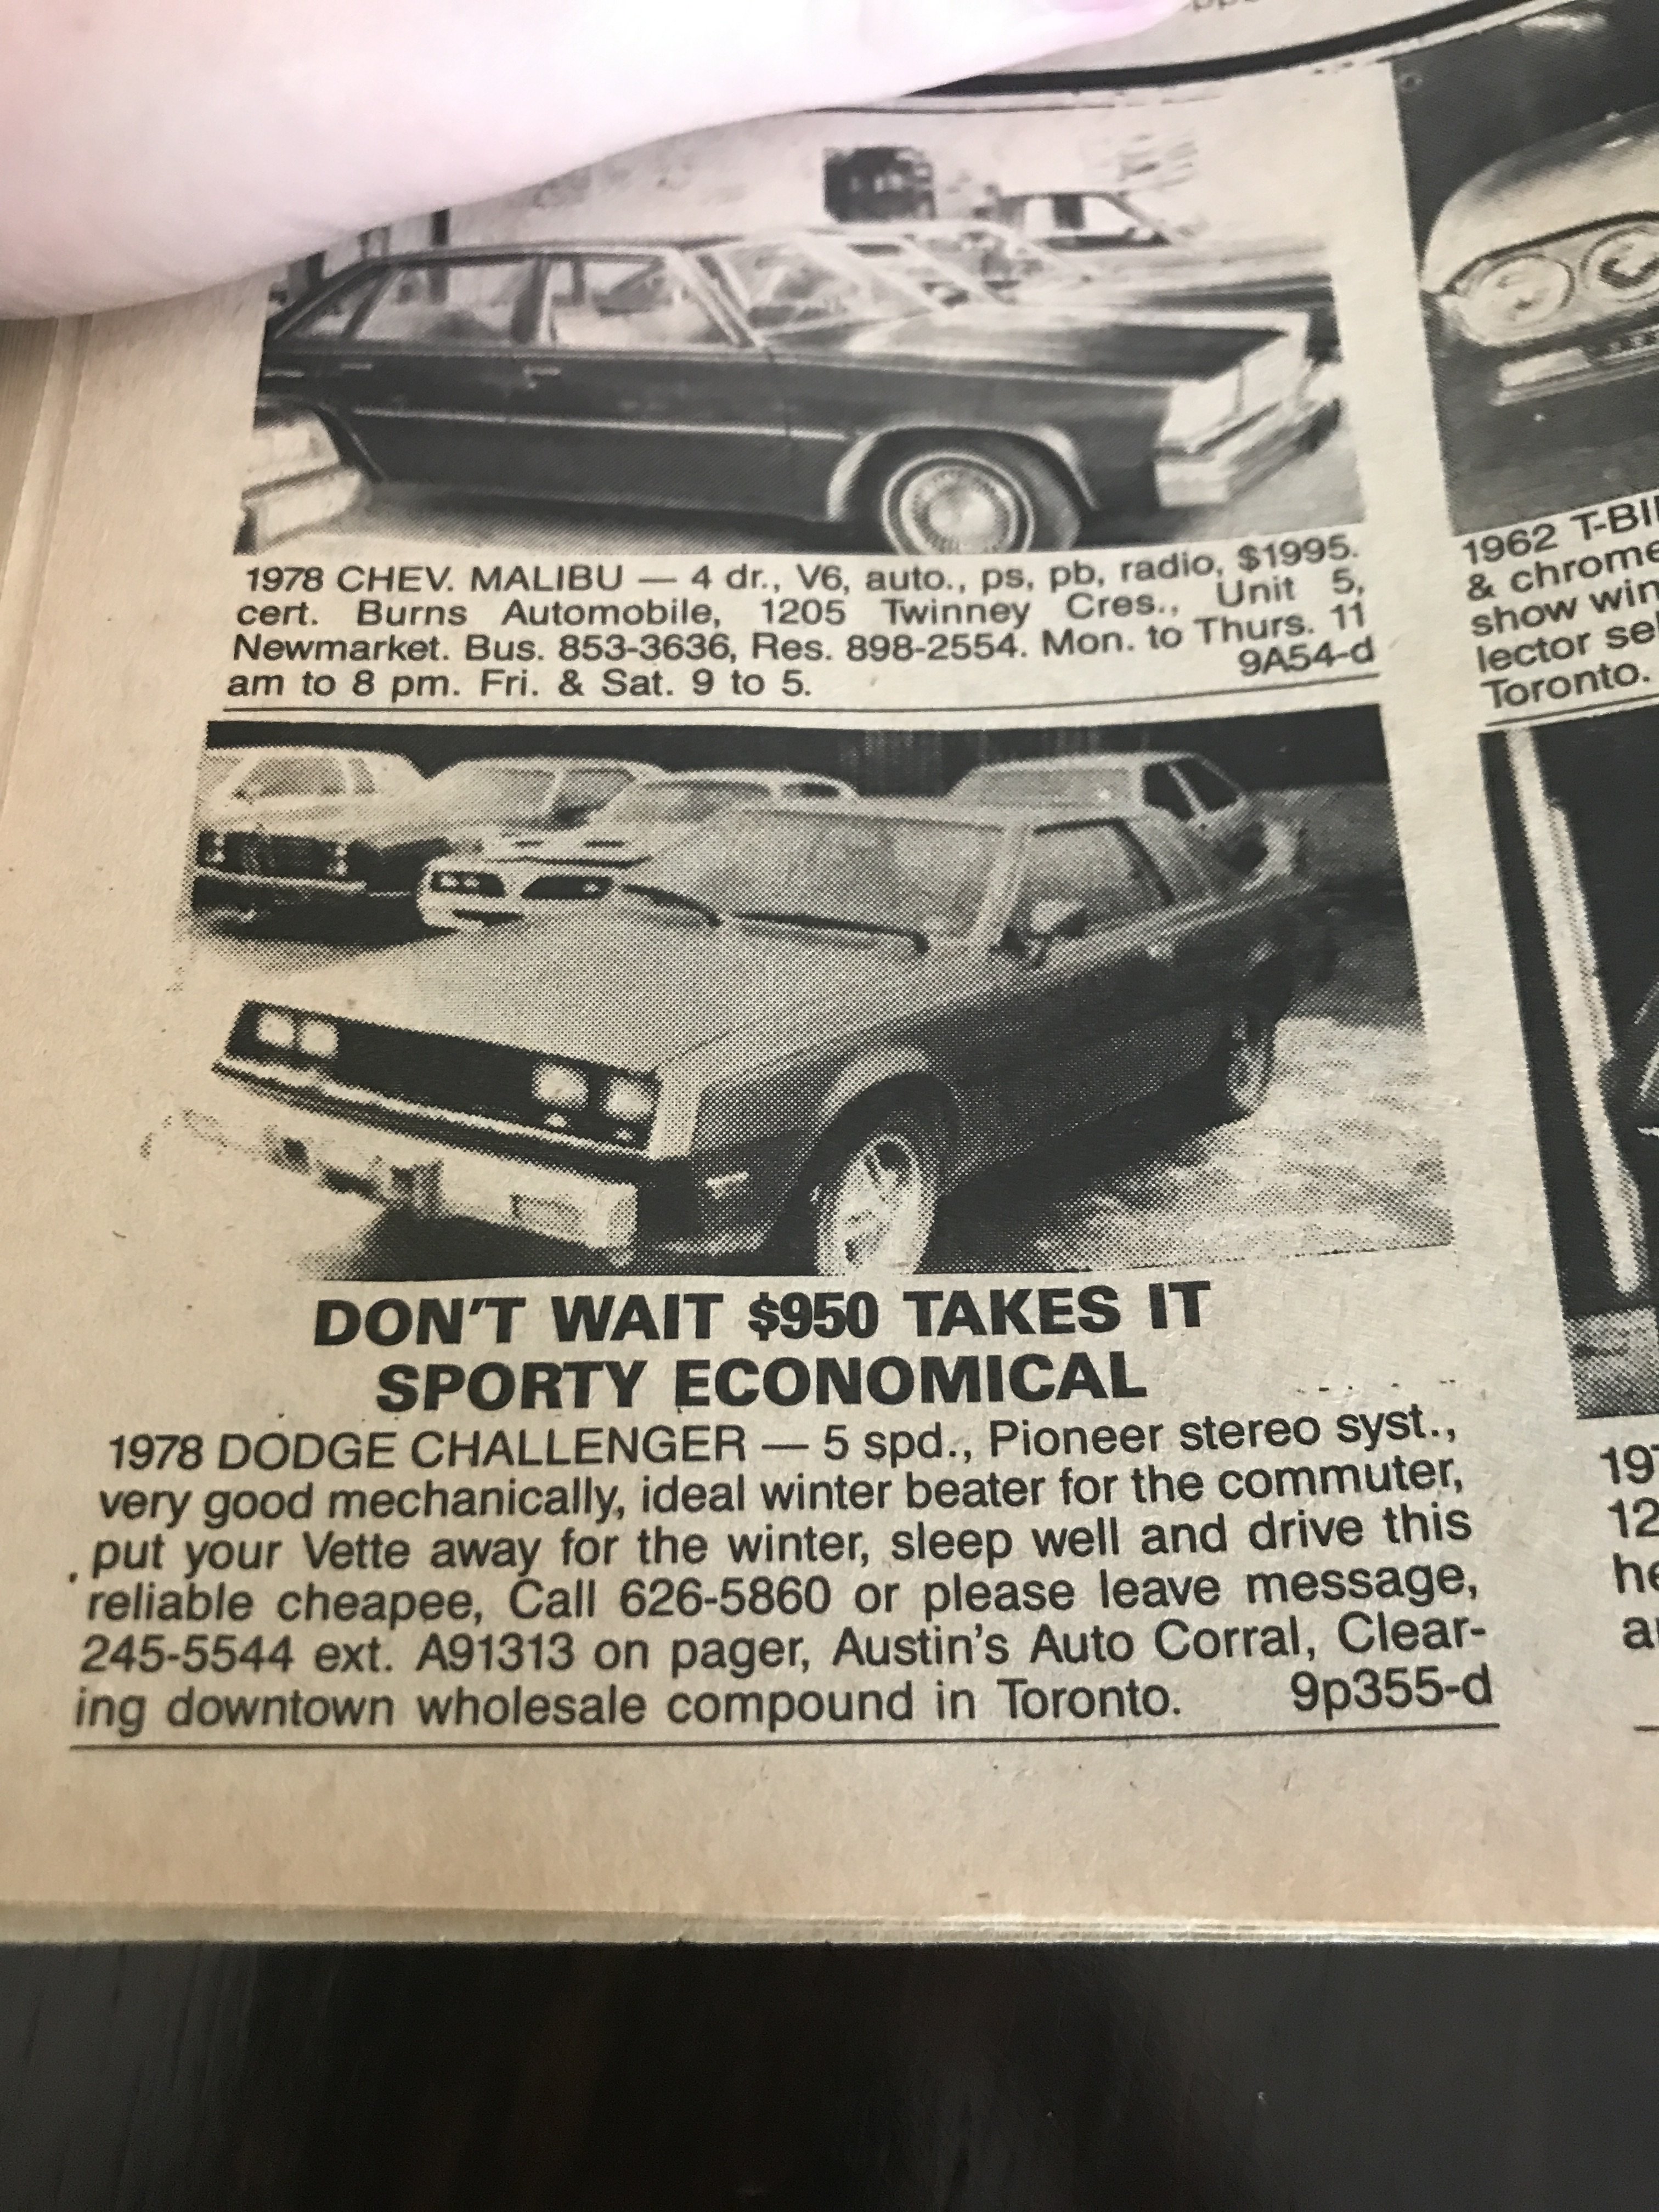 1978 CHEV. MALIBU — 4 dr., V6, auto., ps, pb, radio, $1995.
cert. Burns Automobile, 1205 Twinney Cres., Unit 5,
Newmarket. Bus. 853-3636, Res. 898-2554. Mon. to Thurs. 11
am to 8 pm. Fri. & Sat. 9 to 5. 9A54-d
DON'T WAIT $950 TAKES IT
SPORTY ECONOMICAL
1978 DODGE CHALLENGER — 5 spd., Pioneer stereo syst.,
very good mechanically, ideal winter beater for the commuter,
put your Vette away for the winter, sleep well and drive this
reliable cheapee, Call 626-5860 or please leave message,
245-5544 ext. A91313 on pager, Austin's Auto Corral, Clear-
ing downtown wholesale compound in Toronto. 9p355-d
1962 T-BI
& chrome
show win
lector se
Toronto.
197
12
he